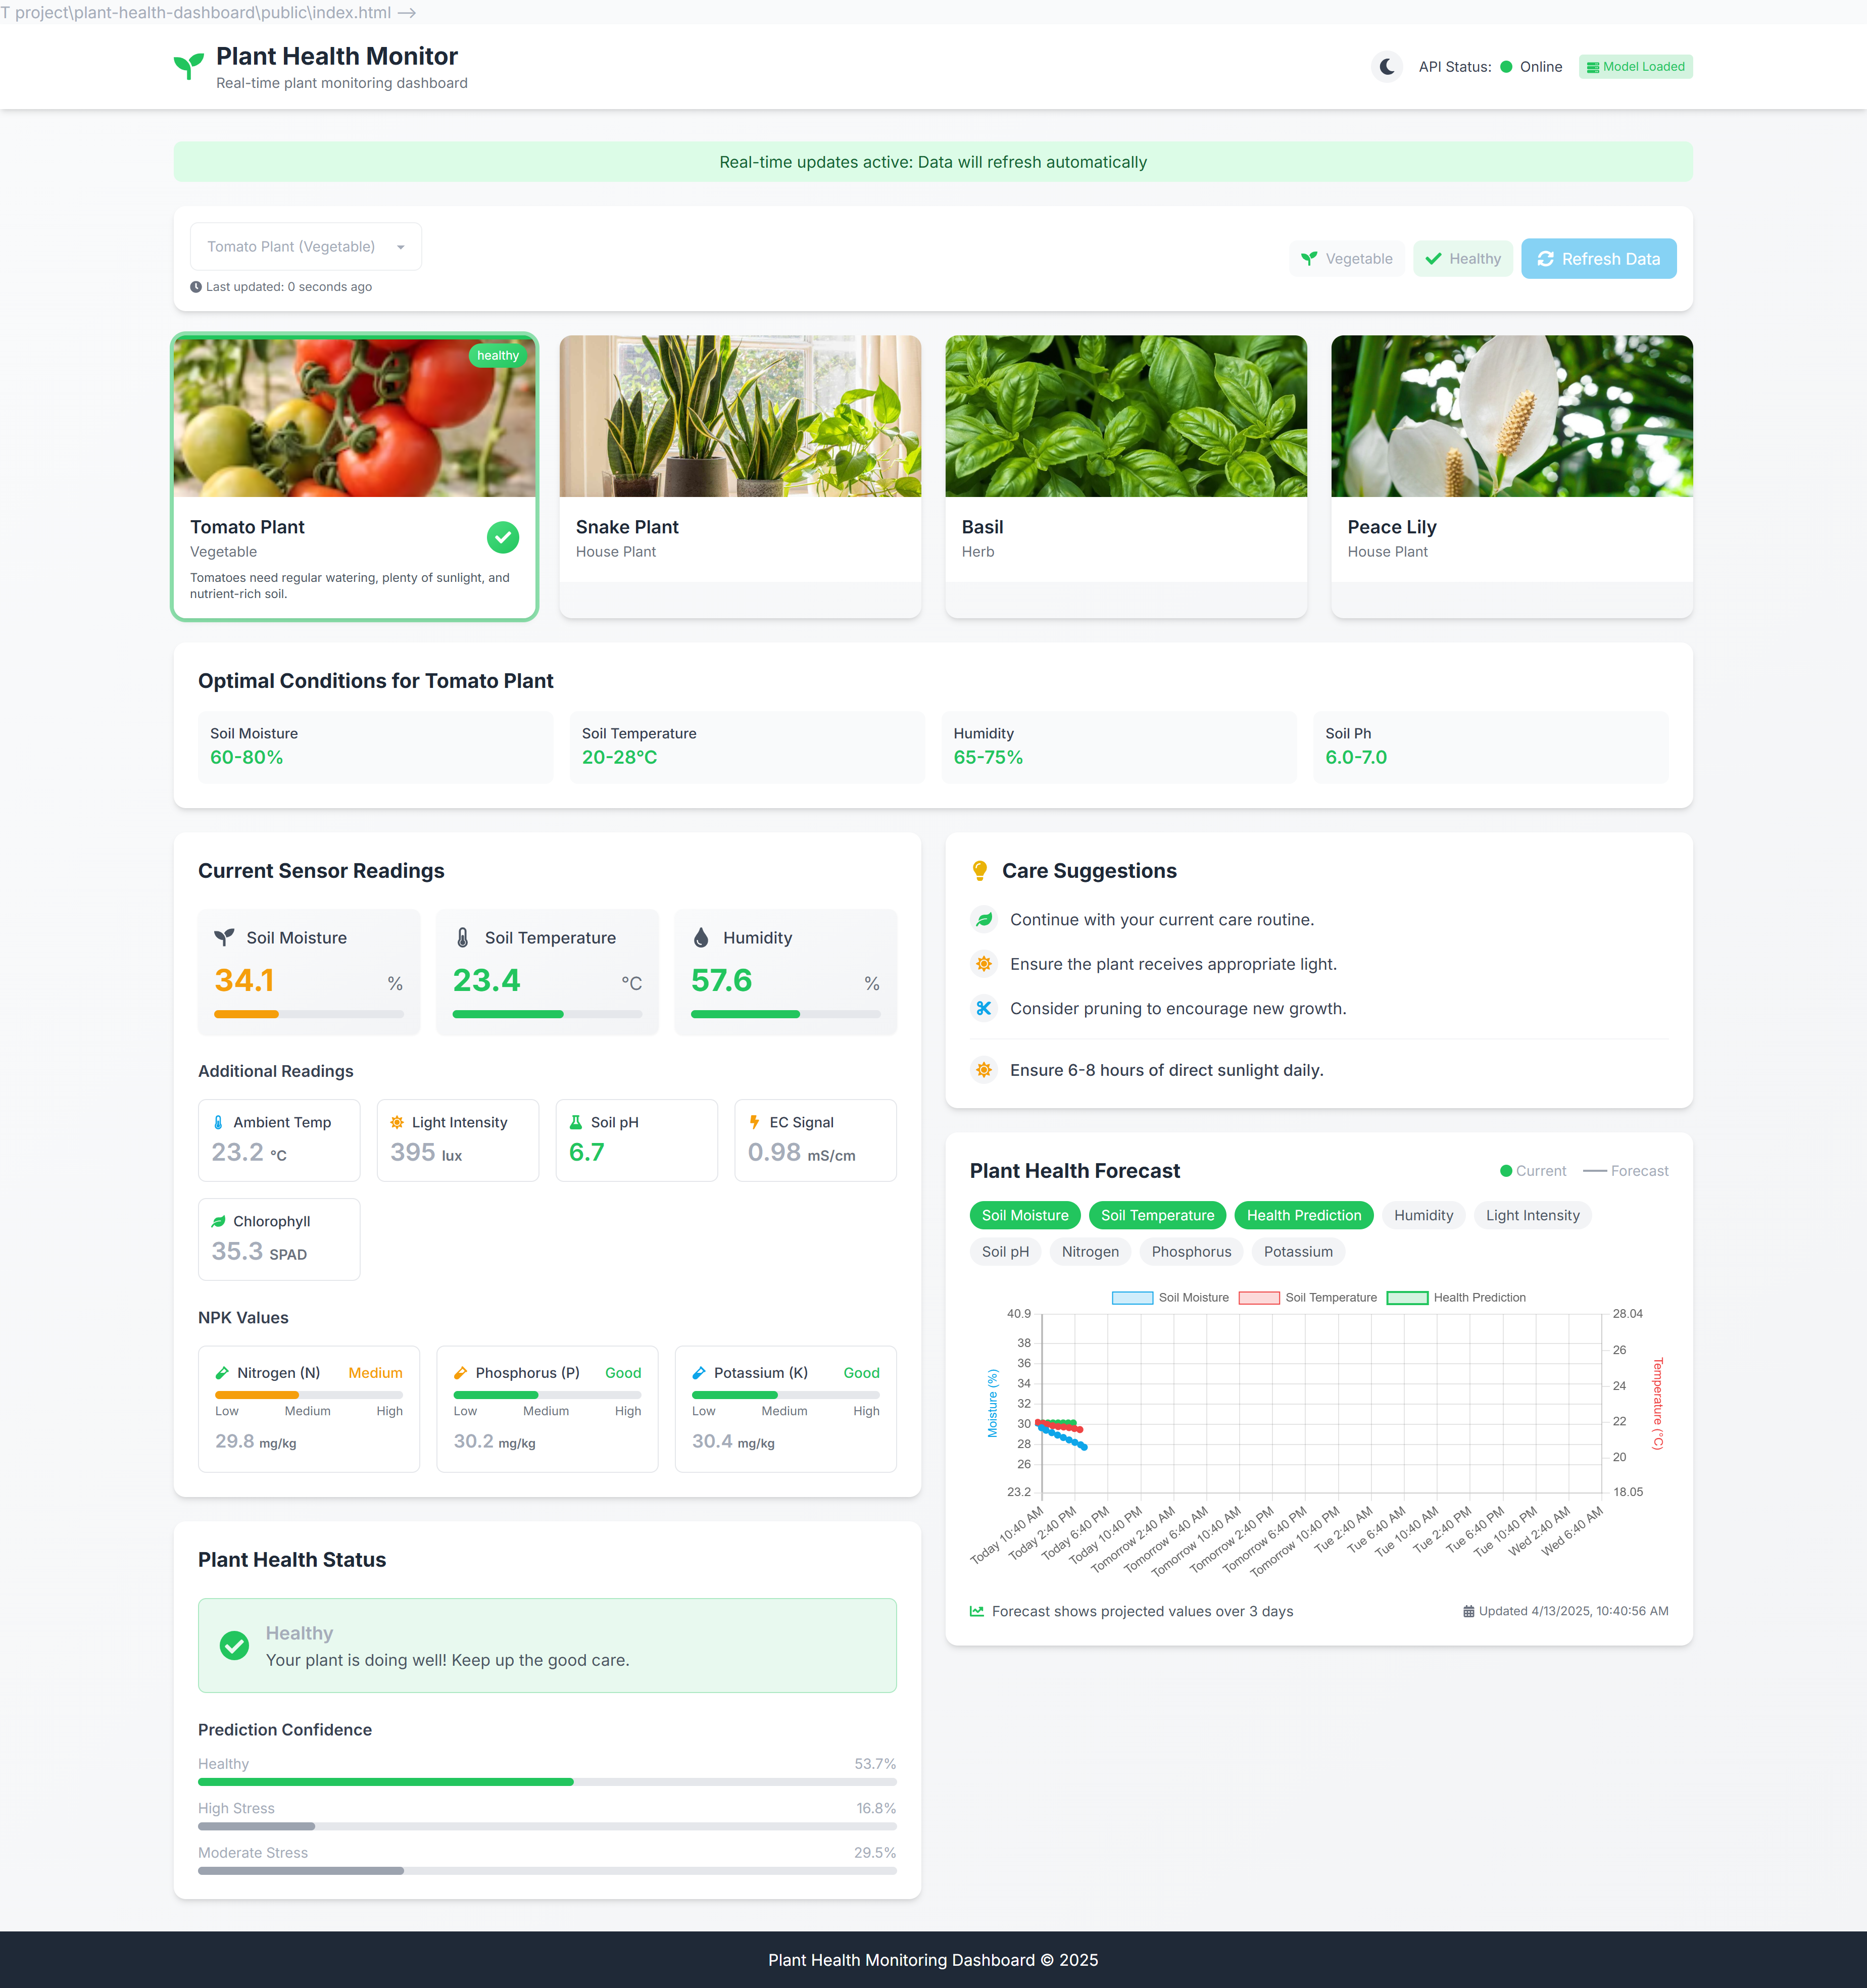 T project\plant-health-dashboard\public\index.html -->
Plant Health Monitor
Real-time plant monitoring dashboard
API Status: Online Model Loaded
Real-time updates active: Data will refresh automatically
Tomato Plant (Vegetable)
Last updated: 0 seconds ago
Vegetable Healthy Refresh Data
healthy
Tomato Plant
Vegetable
Tomatoes need regular watering, plenty of sunlight, and
nutrient-rich soil.
Snake Plant
House Plant
Basil
Herb
Peace Lily
House Plant
Optimal Conditions for Tomato Plant
Soil Moisture
60-80%
Soil Temperature
20-28°C
Humidity
65-75%
Soil Ph
6.0-7.0
Current Sensor Readings
Soil Moisture
34.1 %
Soil Temperature
23.4 °C
Humidity
57.6 %
Additional Readings
Ambient Temp
23.2 °C
Light Intensity
395 lux
Soil pH
6.7
EC Signal
0.98 mS/cm
Chlorophyll
35.3 SPAD
NPK Values
Nitrogen (N) Medium
Low Medium High
29.8 mg/kg
Phosphorus (P) Good
Low Medium High
30.2 mg/kg
Potassium (K) Good
Low Medium High
30.4 mg/kg
Plant Health Status
Healthy
Your plant is doing well! Keep up the good care.
Prediction Confidence
Healthy 53.7%
High Stress 16.8%
Moderate Stress 29.5%
Care Suggestions
Continue with your current care routine.
Ensure the plant receives appropriate light.
Consider pruning to encourage new growth.
Ensure 6-8 hours of direct sunlight daily.
Plant Health Forecast
Current Forecast
Soil Moisture Soil Temperature Health Prediction Humidity Light Intensity
Soil pH Nitrogen Phosphorus Potassium
Soil Moisture Soil Temperature Health Prediction
Moisture (%)
40.9
38
36
34
32
30
28
26
23.2
28.04
26
24
22
20
18.05
Temperature (°C)
Today 10:40 AM
Today 2:40 PM
Today 6:40 PM
Today 10:40 PM
Tomorrow 2:40 AM
Tomorrow 6:40 AM
Tomorrow 10:40 AM
Tomorrow 2:40 PM
Tomorrow 6:40 PM
Tomorrow 10:40 PM
Tue 2:40 AM
Tue 6:40 AM
Tue 10:40 AM
Tue 2:40 PM
Tue 6:40 PM
Tue 10:40 PM
Wed 2:40 AM
Wed 6:40 AM
Forecast shows projected values over 3 days
Updated 4/13/2025, 10:40:56 AM
Plant Health Monitoring Dashboard © 2025